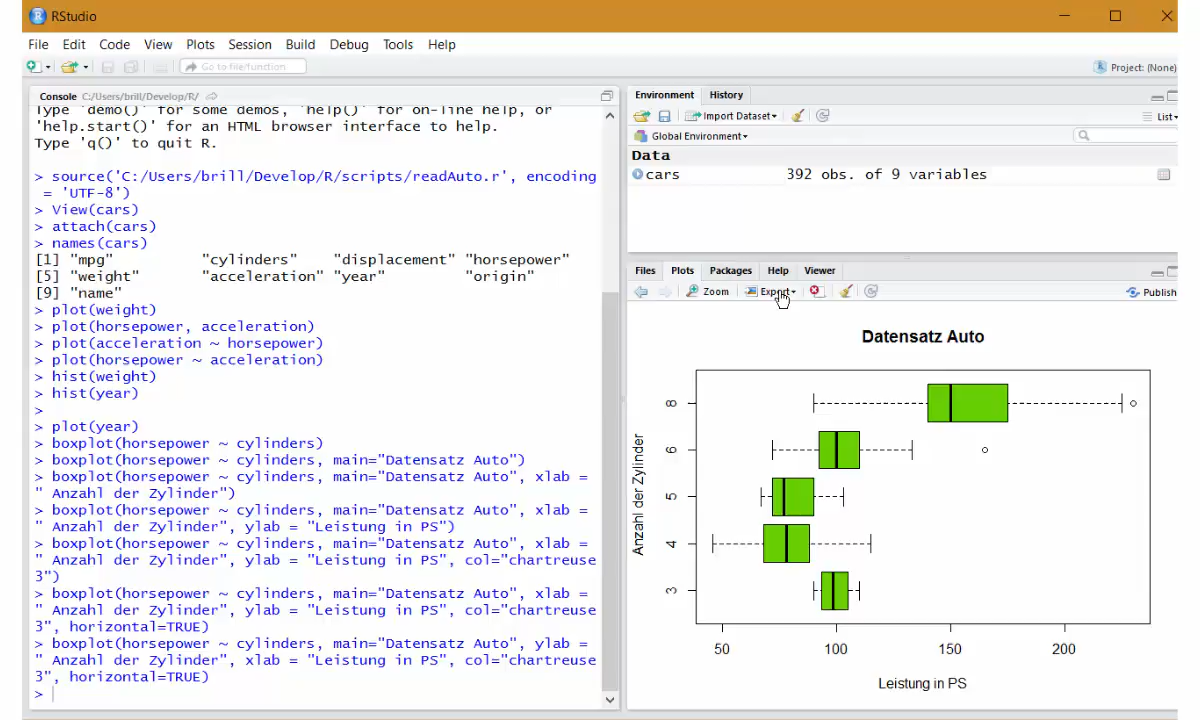 RStudio
File Edit Code View Plots Session Build Debug Tools Help
Go to file/function
Project: (None)
Console C:/Users/brill/Develop/R/
Type 'demo()' for some demos, 'help()' for on-line help, or
'help.start()' for an HTML browser interface to help.
Type 'q()' to quit R.
> source('C:/Users/brill/Develop/R/scripts/readAuto.r', encoding
= 'UTF-8')
> View(cars)
> attach(cars)
> names(cars)
[1] "mpg" "cylinders" "displacement" "horsepower"
[5] "weight" "acceleration" "year" "origin"
[9] "name"
> plot(weight)
> plot(horsepower, acceleration)
> plot(acceleration ~ horsepower)
> plot(horsepower ~ acceleration)
> hist(weight)
> hist(year)
>
> plot(year)
> boxplot(horsepower ~ cylinders)
> boxplot(horsepower ~ cylinders, main="Datensatz Auto")
> boxplot(horsepower ~ cylinders, main="Datensatz Auto", xlab =
" Anzahl der Zylinder")
> boxplot(horsepower ~ cylinders, main="Datensatz Auto", xlab =
" Anzahl der Zylinder", ylab = "Leistung in PS")
> boxplot(horsepower ~ cylinders, main="Datensatz Auto", xlab =
" Anzahl der Zylinder", ylab = "Leistung in PS", col="chartreuse
3")
> boxplot(horsepower ~ cylinders, main="Datensatz Auto", xlab =
" Anzahl der Zylinder", ylab = "Leistung in PS", col="chartreuse
3", horizontal=TRUE)
> boxplot(horsepower ~ cylinders, main="Datensatz Auto", ylab =
" Anzahl der Zylinder", xlab = "Leistung in PS", col="chartreuse
3", horizontal=TRUE)
>
Environment History
Import Dataset
List
Global Environment
Data
cars 392 obs. of 9 variables
Files Plots Packages Help Viewer
Zoom Export Publish
Datensatz Auto
Anzahl der Zylinder
8
6
5
4
3
50 100 150 200
Leistung in PS